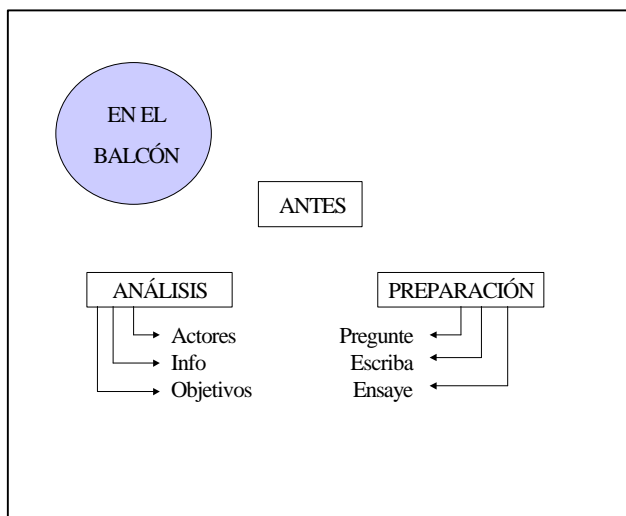 EN EL
BALCÓN
ANTES
ANÁLISIS
Actores
Info
Objetivos
PREPARACIÓN
Pregunte
Escriba
Ensaye